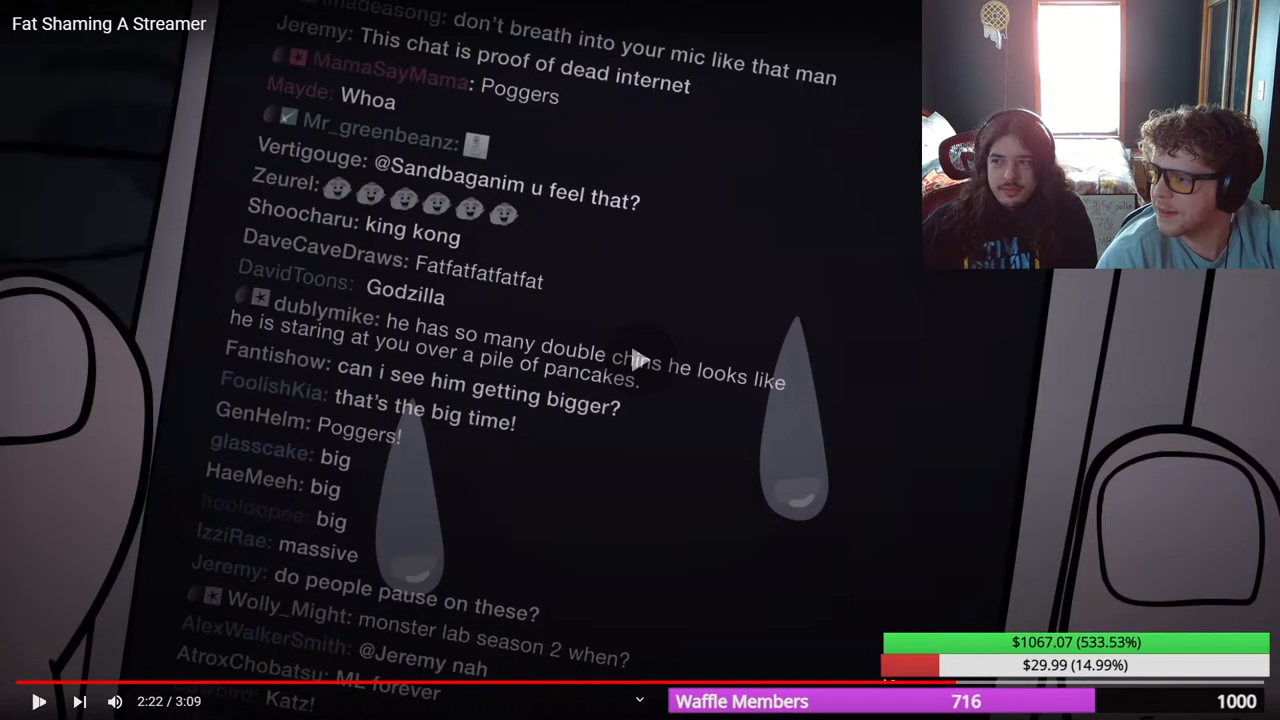 Fat Shaming A Streamer
madeasong: don't breath into your mic like that man
Jeremy: This chat is proof of dead internet
MamaSayMama: Poggers
Mayde: Whoa
Mr_greenbeanz:
Vertigouge: @Sandbaganim u feel that?
Zeurel:
Shoocharu: king kong
DaveCaveDraws: Fatfatfatfatfat
DavidToons: Godzilla
dublymike: he has so many double chins he looks like
he is staring at you over a pile of pancakes.
Fantishow: can i see him getting bigger?
FoolishKia: that's the big time!
GenHelm: Poggers!
glasscake: big
HaeMeeh: big
hooloopee: big
IzziRae: massive
Jeremy: do people pause on these?
Wolly_Might: monster lab season 2 when?
AlexWalkerSmith: @Jeremy nah
AtroxChobatsu: ML forever
Katz!
$1067.07 (533.53%)
$29.99 (14.99%)
2:22 / 3:09
Waffle Members 716 1000